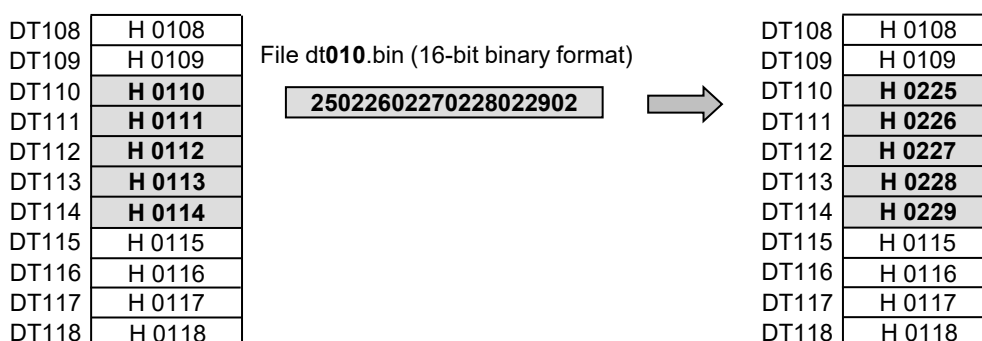 DT108 H 0108
DT109 H 0109
DT110 H 0110
DT111 H 0111
DT112 H 0112
DT113 H 0113
DT114 H 0114
DT115 H 0115
DT116 H 0116
DT117 H 0117
DT118 H 0118
File dt010.bin (16-bit binary format)
25022602270228022902
DT108 H 0108
DT109 H 0109
DT110 H 0225
DT111 H 0226
DT112 H 0227
DT113 H 0228
DT114 H 0229
DT115 H 0115
DT116 H 0116
DT117 H 0117
DT118 H 0118